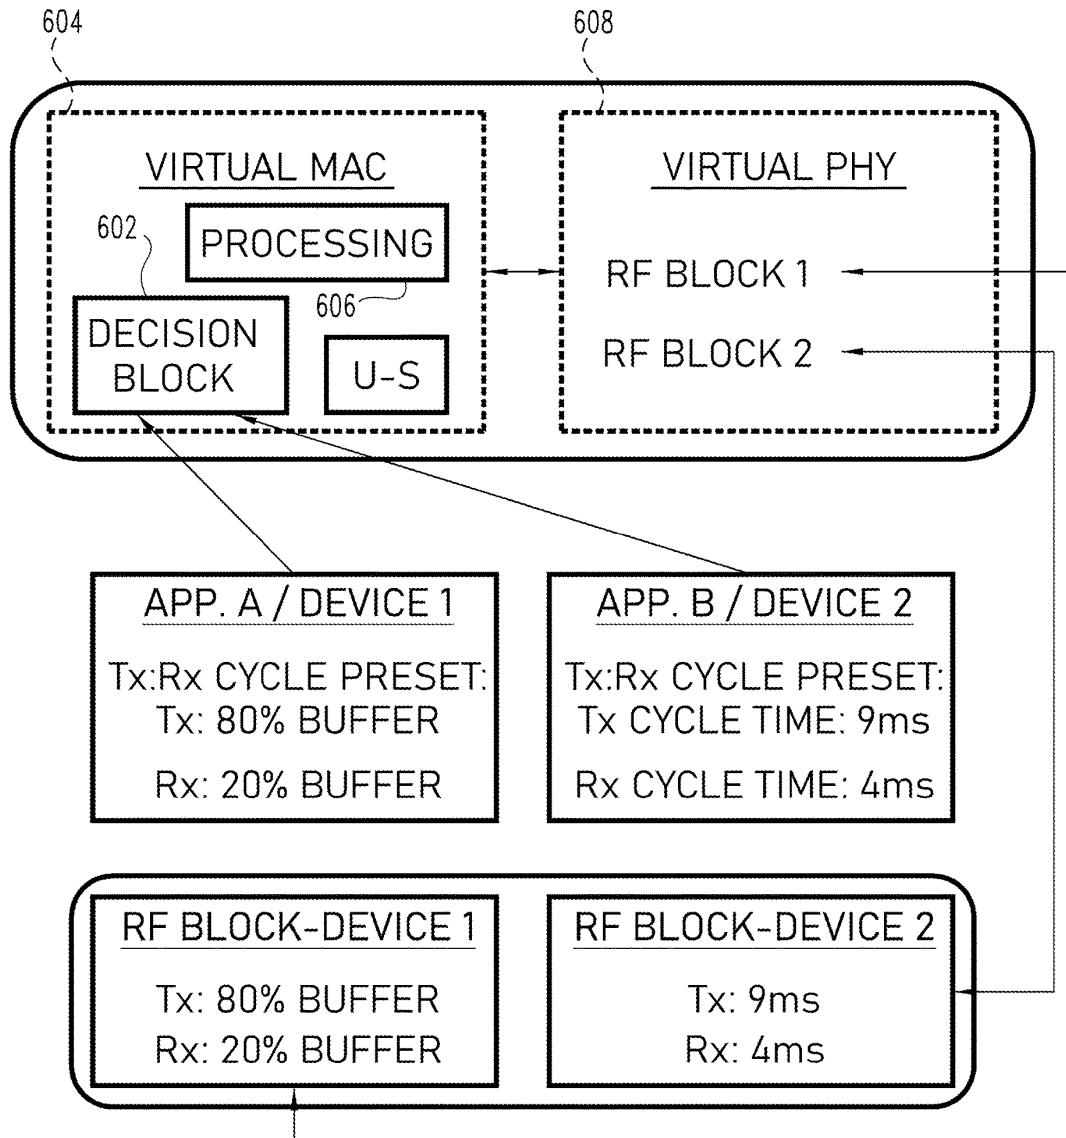 604
608
VIRTUAL MAC
VIRTUAL PHY
602
PROCESSING
606
DECISION
BLOCK
U-S
RF BLOCK 1
RF BLOCK 2
APP. A / DEVICE 1
Tx:Rx CYCLE PRESET:
Tx: 80% BUFFER
Rx: 20% BUFFER
APP. B / DEVICE 2
Tx:Rx CYCLE PRESET:
Tx CYCLE TIME: 9ms
Rx CYCLE TIME: 4ms
RF BLOCK-DEVICE 1
Tx: 80% BUFFER
Rx: 20% BUFFER
RF BLOCK-DEVICE 2
Tx: 9ms
Rx: 4ms